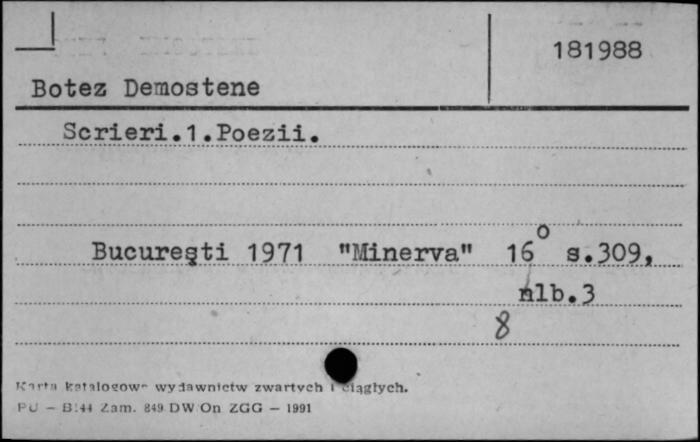 181988
Botez Demostene
Scrieri.1.Poezii.
Bucureşti 1971 "Minerva" 16° s.309,
nlb.3
8
Karta katalogowa wydawnictw zwartych i ciągłych.
PU – B:44 Zam. 849 DW On ZGG – 1991